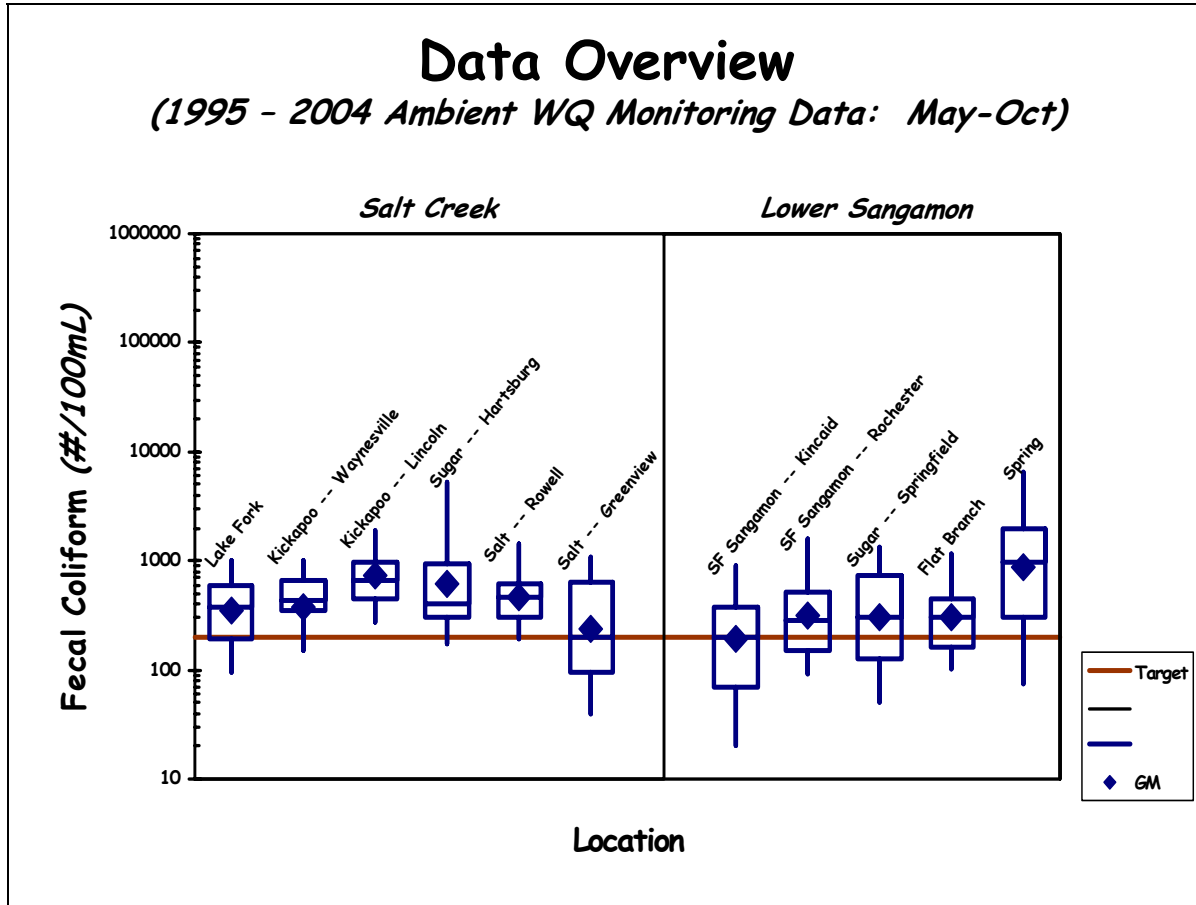 Data Overview
(1995 – 2004 Ambient WQ Monitoring Data: May-Oct)
Salt Creek
Lower Sangamon
1000000
100000
10000
1000
100
10
Fecal Coliform (#/100mL)
Lake Fork
Kickapoo -- Waynesville
Kickapoo -- Lincoln
Sugar -- Hartsburg
Salt -- Rowell
Salt -- Greenview
SF Sangamon -- Kincaid
SF Sangamon -- Rochester
Sugar -- Springfield
Flat Branch
Spring
Target
GM
Location